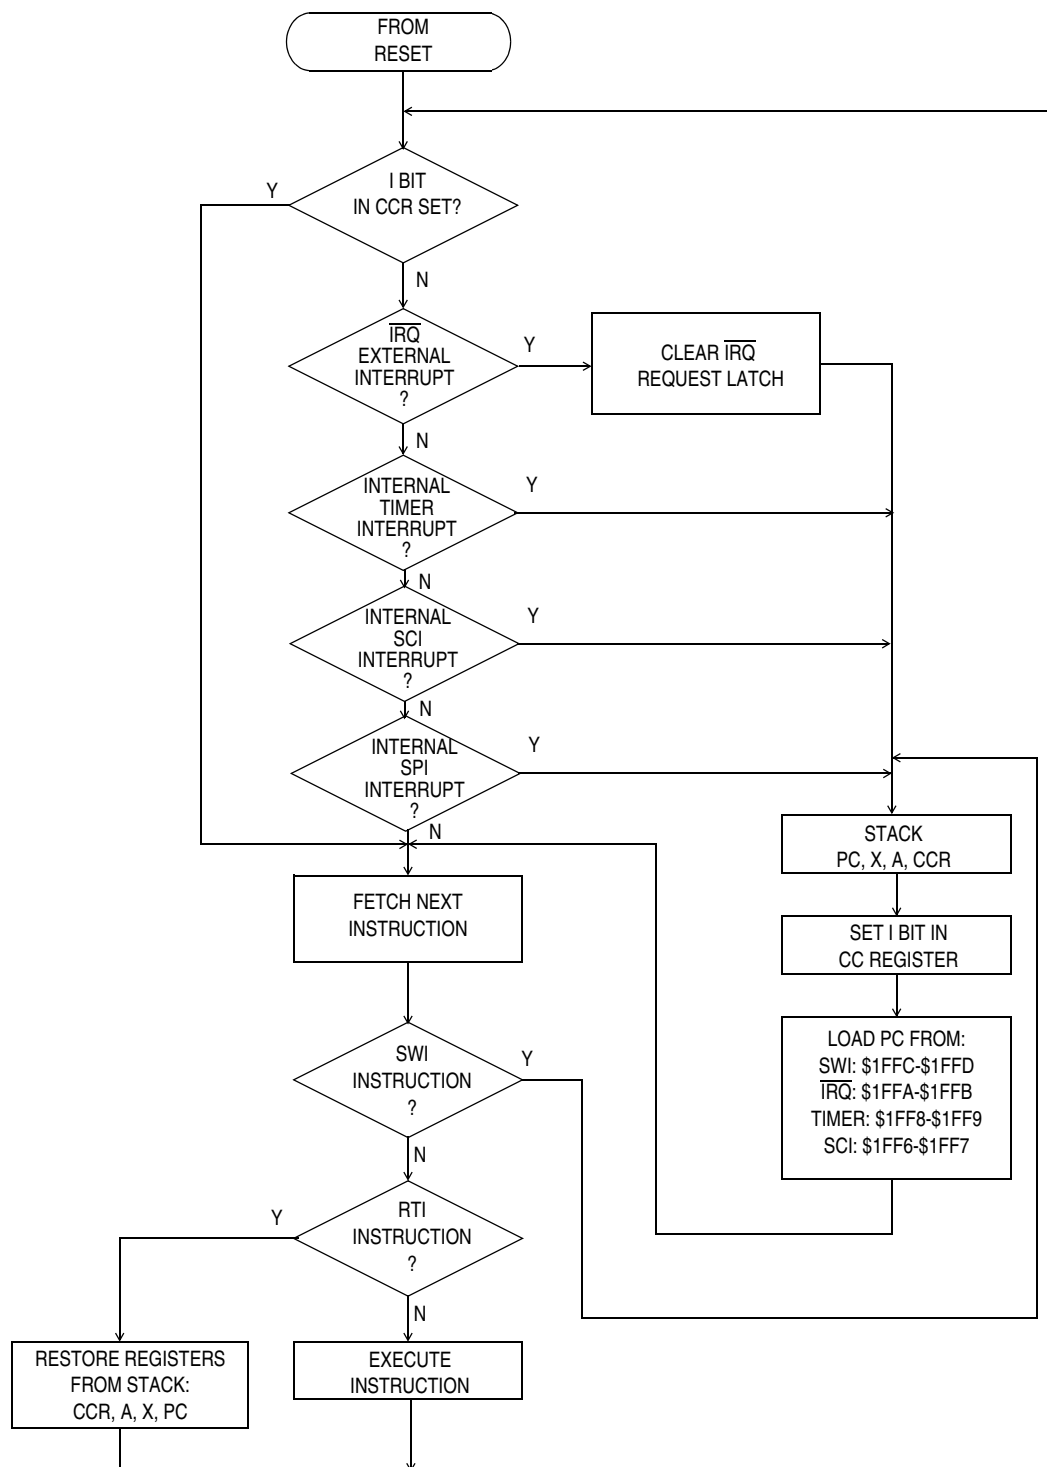 FROM
RESET
I BIT
IN CCR SET?
Y
N
I̅R̅Q̅
EXTERNAL
INTERRUPT
?
Y
CLEAR I̅R̅Q̅
REQUEST LATCH
N
INTERNAL
TIMER
INTERRUPT
?
Y
N
INTERNAL
SCI
INTERRUPT
?
Y
N
INTERNAL
SPI
INTERRUPT
?
Y
N
STACK
PC, X, A, CCR
FETCH NEXT
INSTRUCTION
SET I BIT IN
CC REGISTER
SWI
INSTRUCTION
?
Y
LOAD PC FROM:
SWI: $1FFC-$1FFD
I̅R̅Q̅: $1FFA-$1FFB
TIMER: $1FF8-$1FF9
SCI: $1FF6-$1FF7
N
RTI
INSTRUCTION
?
Y
N
RESTORE REGISTERS
FROM STACK:
CCR, A, X, PC
EXECUTE
INSTRUCTION